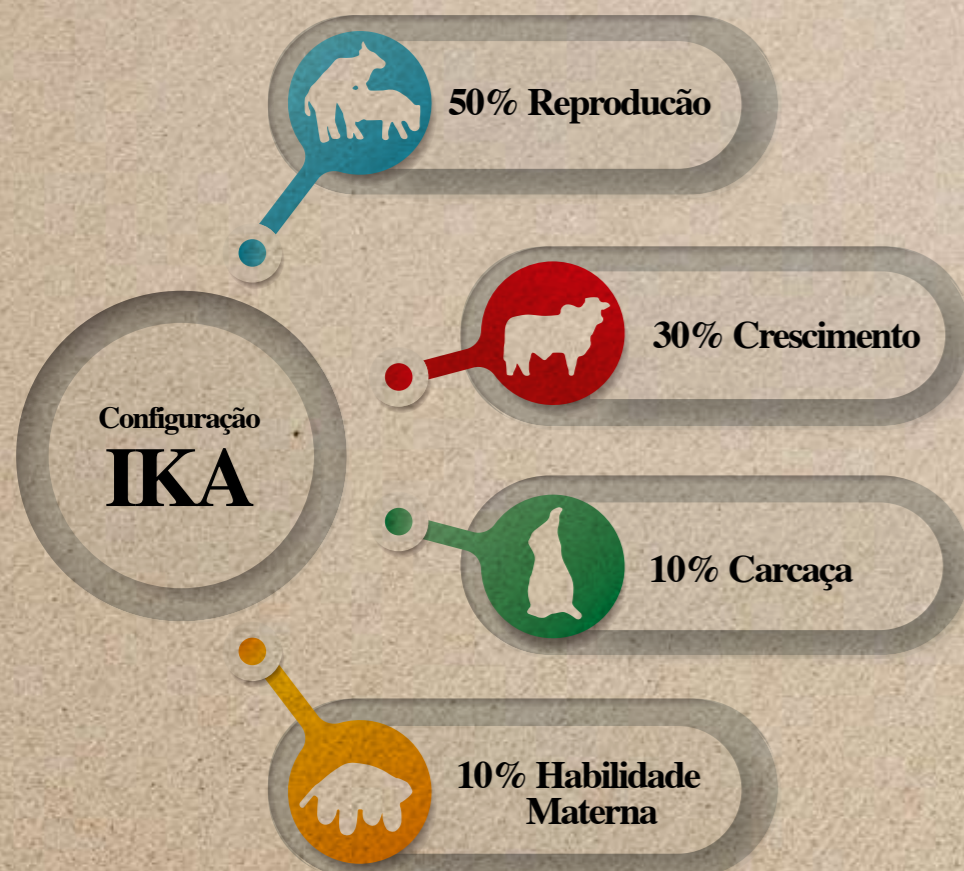 50% Reproducão
30% Crescimento
Configuração
IKA
10% Carcaça
10% Habilidade
Materna